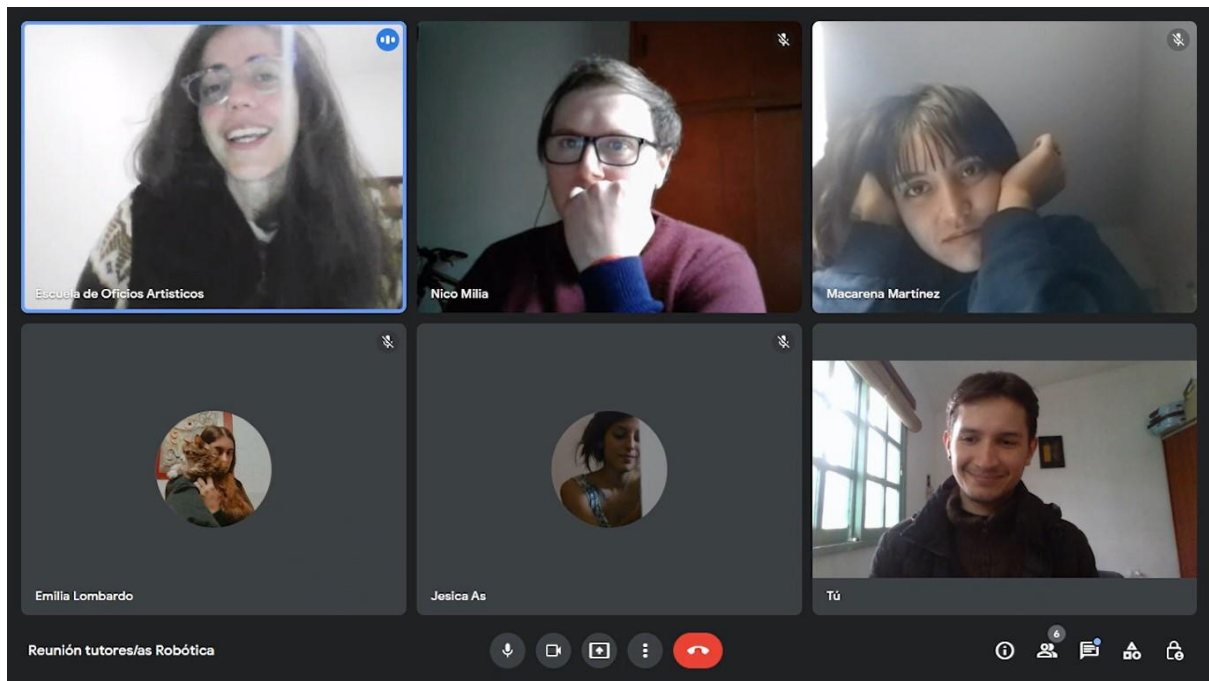 Escuela de Oficios Artisticos
Nico Milia
Macarena Martínez
Emilia Lombardo
Jesica As
Tú
Reunión tutores/as Robótica
6